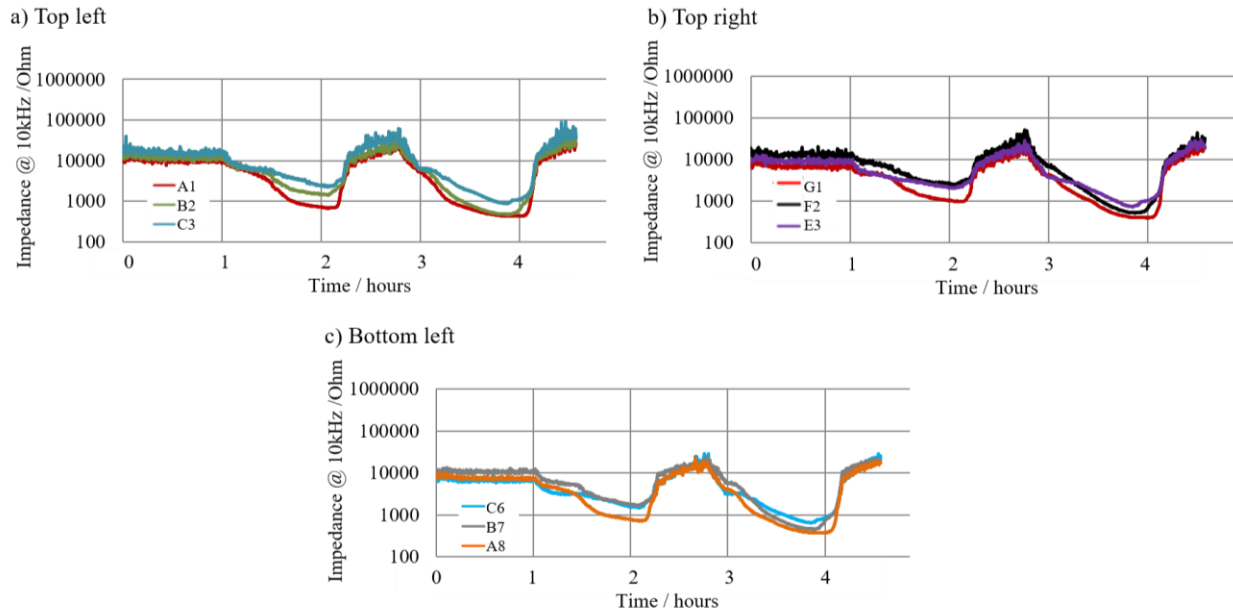 a) Top left
Impedance @ 10kHz /Ohm
1000000
100000
10000
1000
100
A1
B2
C3
0 1 2 3 4
Time / hours
b) Top right
Impedance @ 10kHz /Ohm
1000000
100000
10000
1000
100
G1
F2
E3
0 1 2 3 4
Time / hours
c) Bottom left
Impedance @ 10kHz /Ohm
1000000
100000
10000
1000
100
C6
B7
A8
0 1 2 3 4
Time / hours